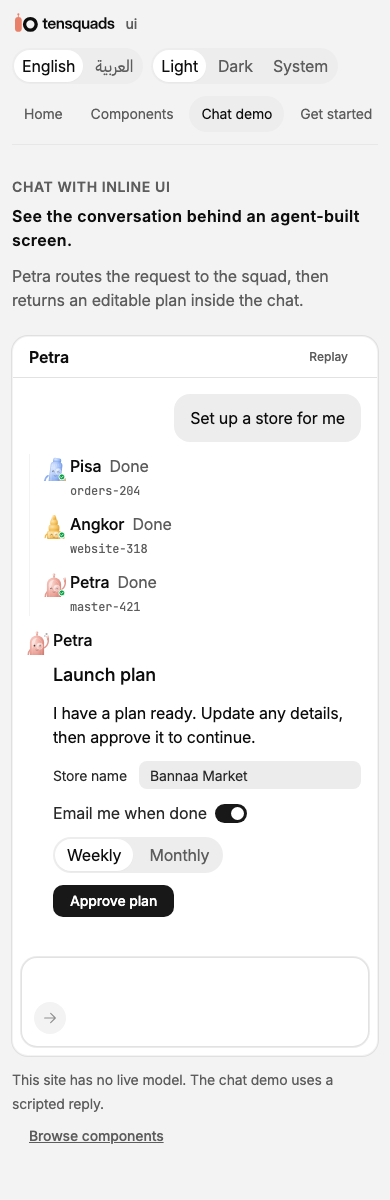 tensquads ui
English العربية Light Dark System
Home Components Chat demo Get started
CHAT WITH INLINE UI
See the conversation behind an agent-built
screen.
Petra routes the request to the squad, then
returns an editable plan inside the chat.
Petra Replay
Set up a store for me
Pisa Done
orders-204
Angkor Done
website-318
Petra Done
master-421
Petra
Launch plan
I have a plan ready. Update any details,
then approve it to continue.
Store name Bannaa Market
Email me when done
Weekly Monthly
Approve plan
This site has no live model. The chat demo uses a
scripted reply.
Browse components